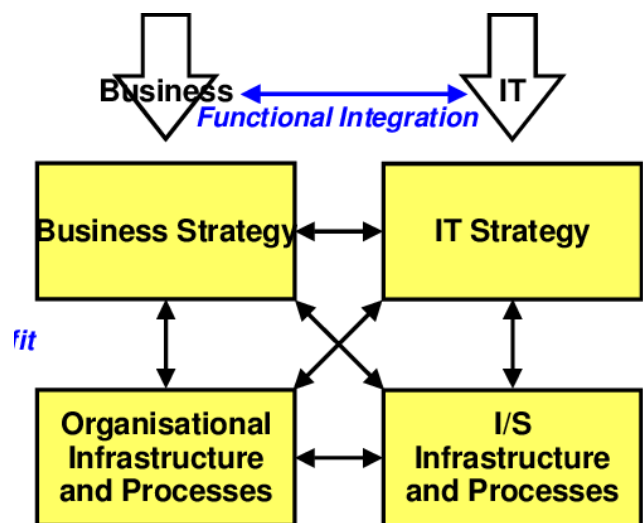 Business
IT
Functional Integration
Business Strategy
IT Strategy
fit
Organisational
Infrastructure
and Processes
I/S
Infrastructure
and Processes